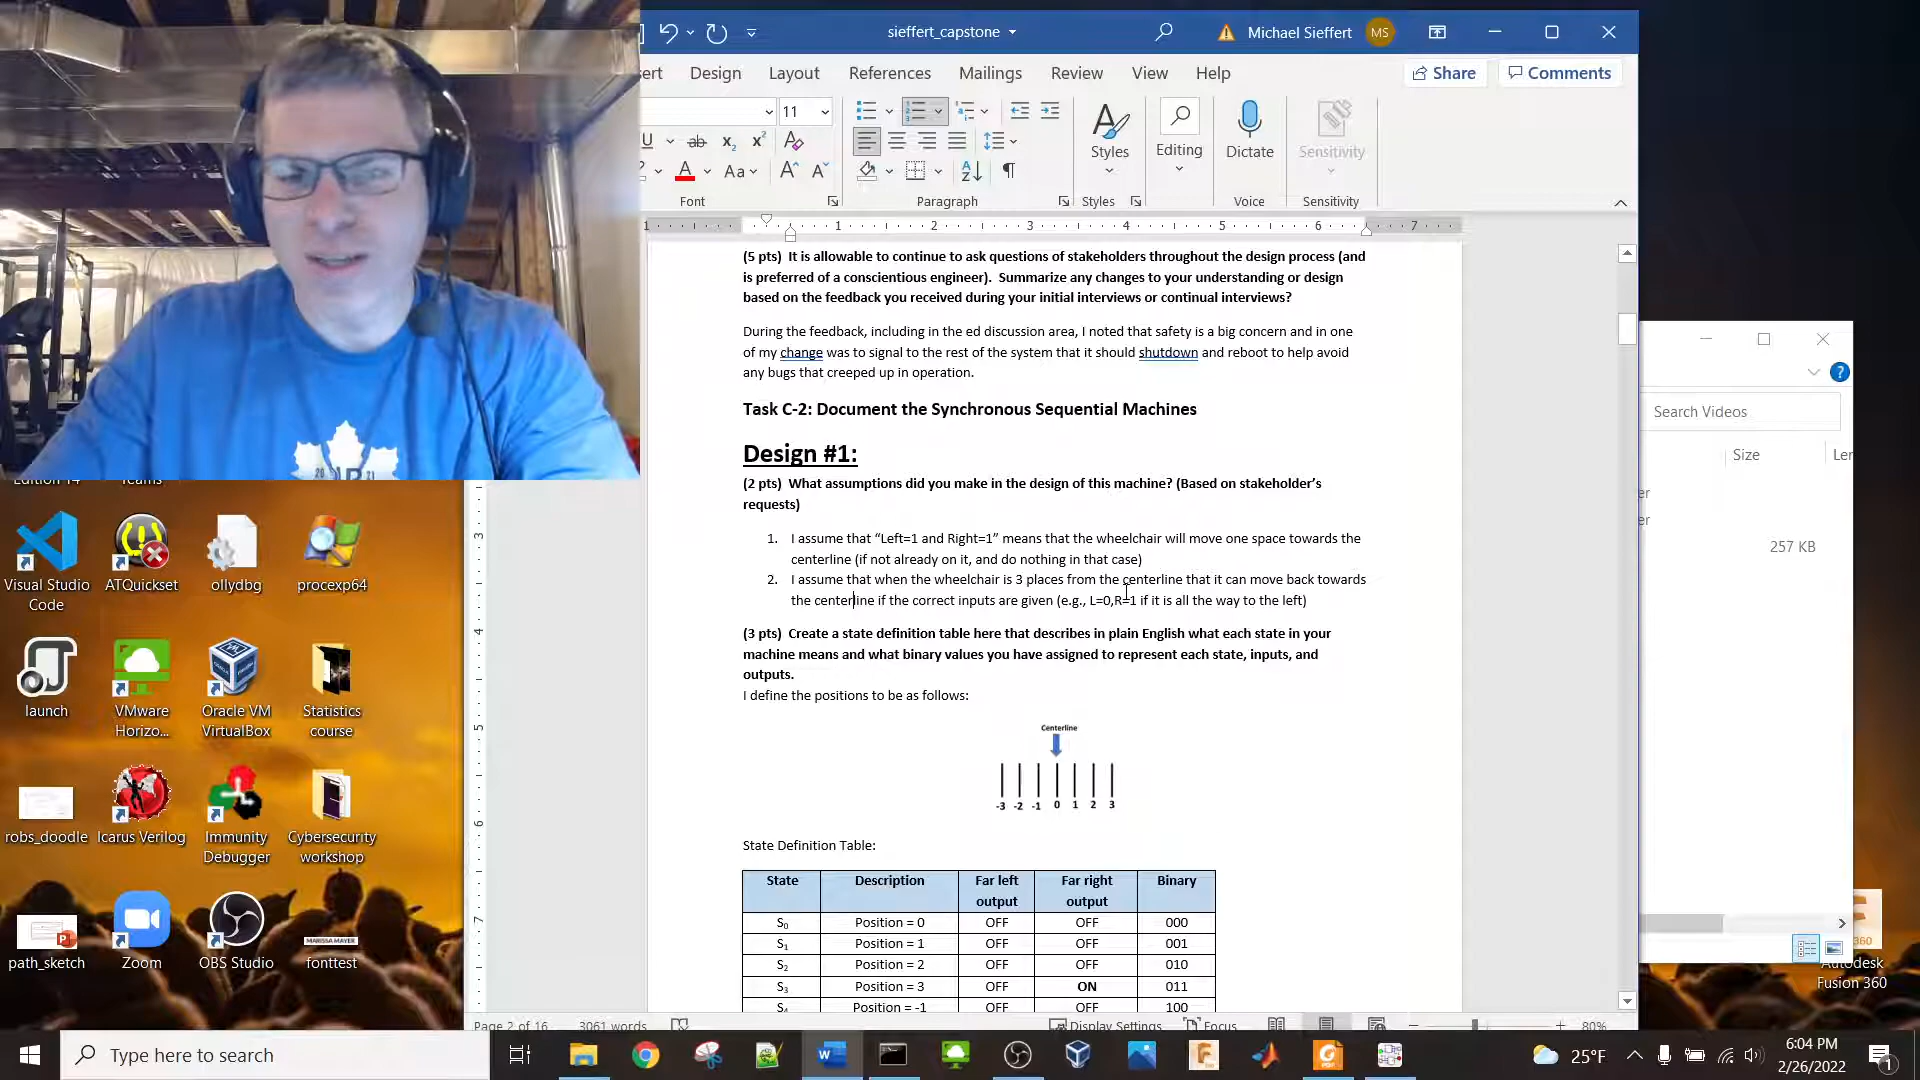 sieffert_capstone
Michael Sieffert
MS
Design
Layout
References
Mailings
Review
View
Help
Share
Comments
11
Styles
Editing
Dictate
Sensitivity
Font
Paragraph
Styles
Voice
Sensitivity
1 1 2 3 4 5 6 7
(5 pts) It is allowable to continue to ask questions of stakeholders throughout the design process (and
is preferred of a conscientious engineer). Summarize any changes to your understanding or design
based on the feedback you received during your initial interviews or continual interviews?
During the feedback, including in the ed discussion area, I noted that safety is a big concern and in one
of my change was to signal to the rest of the system that it should shutdown and reboot to help avoid
any bugs that creeped up in operation.
Task C-2: Document the Synchronous Sequential Machines
Design #1:
(2 pts) What assumptions did you make in the design of this machine? (Based on stakeholder's
requests)
1. I assume that “Left=1 and Right=1” means that the wheelchair will move one space towards the
centerline (if not already on it, and do nothing in that case)
2. I assume that when the wheelchair is 3 places from the centerline that it can move back towards
the centerline if the correct inputs are given (e.g., L=0,R=1 if it is all the way to the left)
(3 pts) Create a state definition table here that describes in plain English what each state in your
machine means and what binary values you have assigned to represent each state, inputs, and
outputs.
I define the positions to be as follows:
Centerline
-3 -2 -1 0 1 2 3
State Definition Table:
State Description Far left output Far right output Binary
S0 Position = 0 OFF OFF 000
S1 Position = 1 OFF OFF 001
S2 Position = 2 OFF OFF 010
S3 Position = 3 OFF ON 011
S4 Position = -1 OFF OFF 100
Page 2 of 16
3061 words
Display Settings
Focus
80%
Search Videos
Size
257 KB
Visual Studio Code
ATQuickset
ollydbg
procexp64
launch
VMware Horizo...
Oracle VM VirtualBox
Statistics course
robs_doodle
Icarus Verilog
Immunity Debugger
Cybersecurity workshop
path_sketch
Zoom
OBS Studio
MARISSA MAYER
fonttest
Autodesk Fusion 360
Type here to search
25°F
6:04 PM
2/26/2022
1